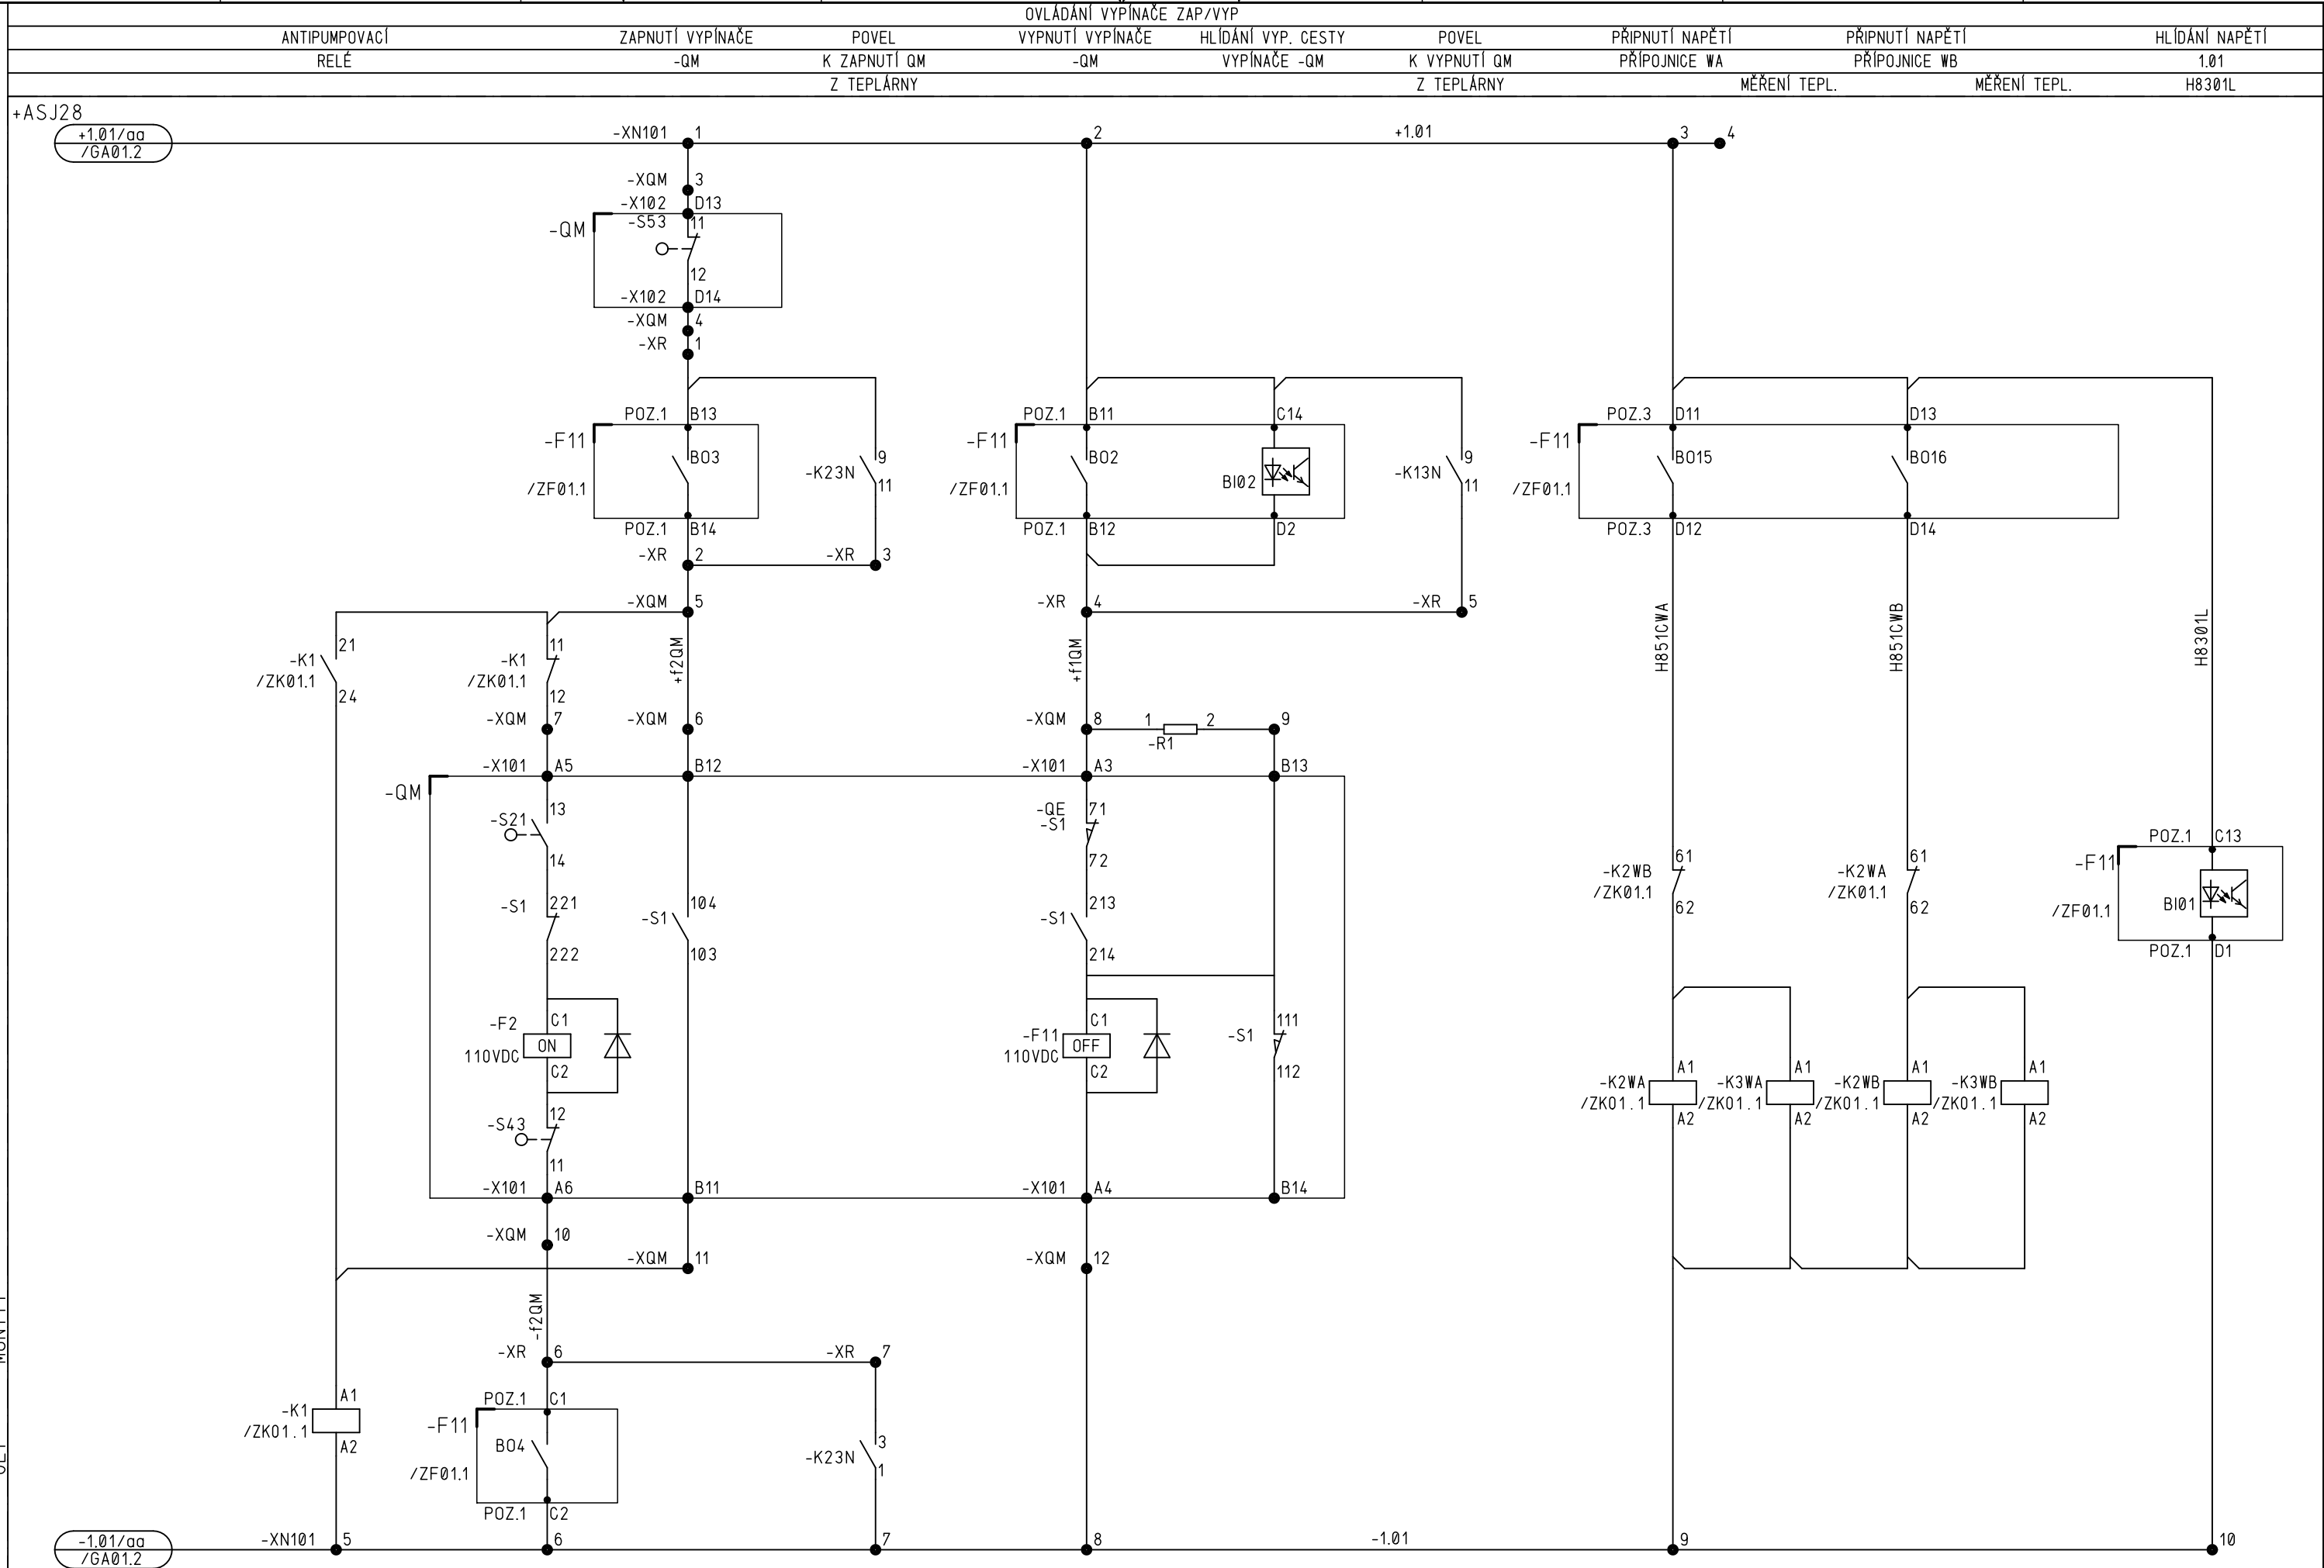 OVLÁDÁNÍ VYPÍNAČE ZAP/VYP
ANTIPUMPOVACÍ ZAPNUTÍ VYPÍNAČE POVEL VYPNUTÍ VYPÍNAČE HLÍDÁNÍ VYP. CESTY POVEL PŘIPNUTÍ NAPĚTÍ PŘIPNUTÍ NAPĚTÍ HLÍDÁNÍ NAPĚTÍ
RELÉ -QM K ZAPNUTÍ QM -QM VYPÍNAČE -QM K VYPNUTÍ QM PŘÍPOJNICE WA PŘÍPOJNICE WB 1.01
Z TEPLÁRNY Z TEPLÁRNY MĚŘENÍ TEPL. MĚŘENÍ TEPL. H8301L
+ASJ28
+1.01/aa -XN101 1 2 +1.01 3 4
/GA01.2
-XQM 3
-X102 D13
-QM -S53 11
12
-X102 D14
-XQM 4
-XR 1
POZ.1 B13 POZ.1 B11 C14 POZ.3 D11 D13
-F11 -F11 -F11
BO3 9 BO2 9 BO15 BO16
-K23N -K13N
/ZF01.1 11 /ZF01.1 BI02 11 /ZF01.1
POZ.1 B14 POZ.1 B12 D2 POZ.3 D12 D14
-XR 2 -XR 3
-XQM 5 -XR 4 -XR 5
21 11 +f2QM +f1QM H851CWA H851CWB H8301L
-K1 -K1
/ZK01.1 /ZK01.1
24 12
-XQM 7 -XQM 6 -XQM 8 1 2 9
-R1
-X101 A5 B12 -X101 A3 B13
-QM
13 -QE 71
-S21 -S1
14 72
POZ.1 C13
61 61 -F11
-K2WB -K2WA
/ZK01.1 /ZK01.1
-S1 221 104 213 62 62 BI01
-S1 -S1 /ZF01.1
222 103 214 POZ.1 D1
-F2 C1 -F11 C1 111
ON OFF -S1
110VDC 110VDC
C2 C2 112
A1 A1 A1 A1
-K2WA -K3WA -K2WB -K3WB
/ZK01.1 /ZK01.1 /ZK01.1 /ZK01.1
A2 A2 A2 A2
12
-S43
11
-X101 A6 B11 -X101 A4 B14
-XQM 10
-XQM 11 -XQM 12
-f2QM
-XR 6 -XR 7
A1 POZ.1 C1
-K1 -F11
/ZK01.1 BO4 3
A2 -K23N
/ZF01.1 1
POZ.1 C2
-1.01/aa -XN101 5 6 7 8 -1.01 9 10
/GA01.2